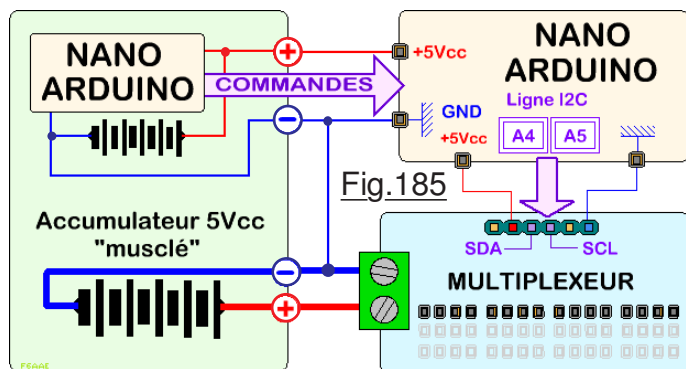 NANO
ARDUINO
+
COMMANDES
−
+5Vcc
NANO
ARDUINO
Ligne I2C
GND
+5Vcc
A4
A5
Fig.185
Accumulateur 5Vcc
"musclé"
−
+
SDA
SCL
MULTIPLEXEUR
F6AAE